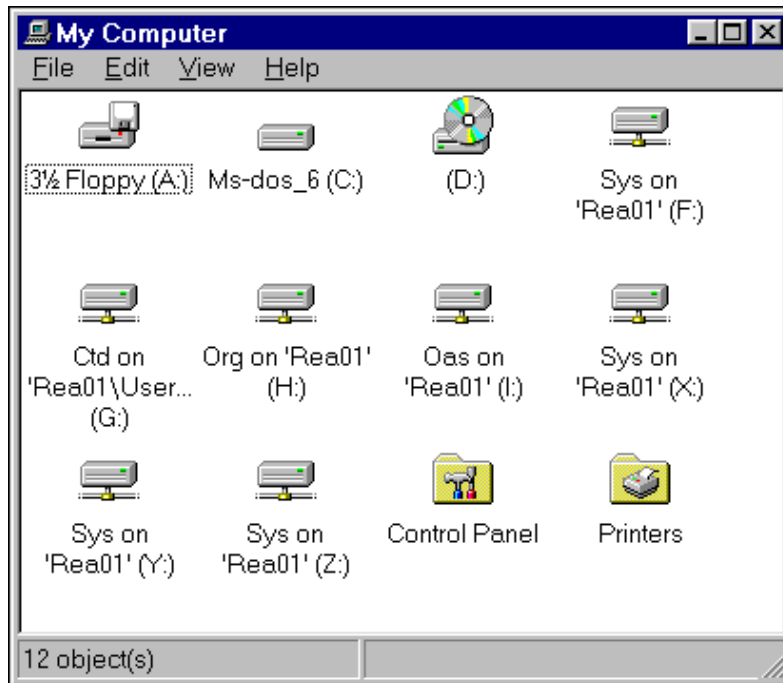 My Computer
File Edit View Help
3½ Floppy (A:) Ms-dos_6 (C:) (D:) Sys on
'Rea01' (F:)
Ctd on Org on 'Rea01' Oas on Sys on
'Rea01\User... (H:) 'Rea01' (I:) 'Rea01' (X:)
(G:)
Sys on Sys on Control Panel Printers
'Rea01' (Y:) 'Rea01' (Z:)
12 object(s)